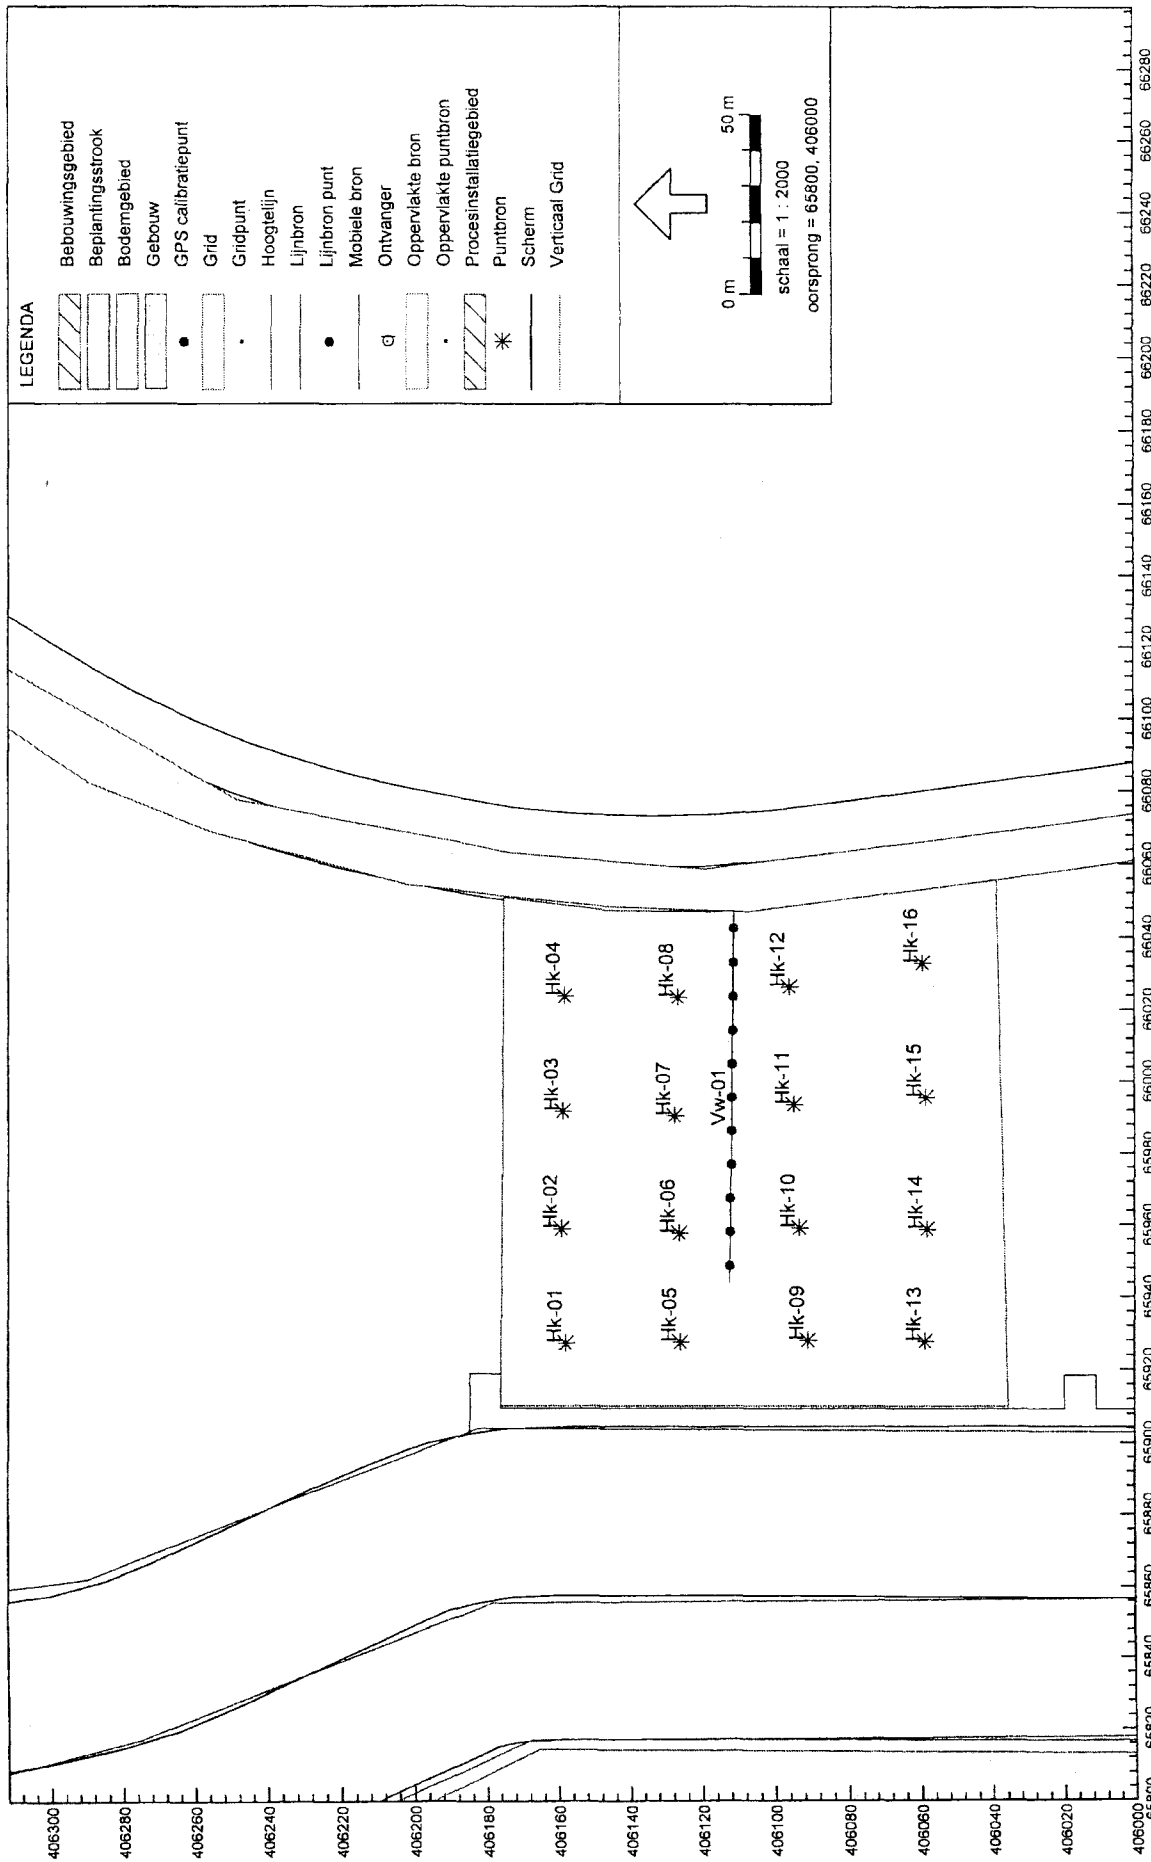 LEGENDA
Bebouwingsgebied
Beplantingsstrook
Bodemgebied
Gebouw
GPS calibratiepunt
Grid
Gridpunt
Hoogtelijn
Lijnbron
Lijnbron punt
Mobiele bron
Ontvanger
Oppervlakte bron
Oppervlakte puntbron
Procesinstallatiegebied
Puntbron
Scherm
Verticaal Grid
0 m 50 m
schaal = 1 : 2000
oorsprong = 65800, 406000
Hk-01 Hk-02 Hk-03 Hk-04
Hk-05 Hk-06 Hk-07 Hk-08
Vw-01
Hk-09 Hk-10 Hk-11 Hk-12
Hk-13 Hk-14 Hk-15 Hk-16
406300
406280
406260
406240
406220
406200
406180
406160
406140
406120
406100
406080
406060
406040
406020
406000
65800 65820 65840 65860 65880 65900 65920 65940 65960 65980 66000 66020 66040 66060 66080 66100 66120 66140 66160 66180 66200 66220 66240 66260 66280